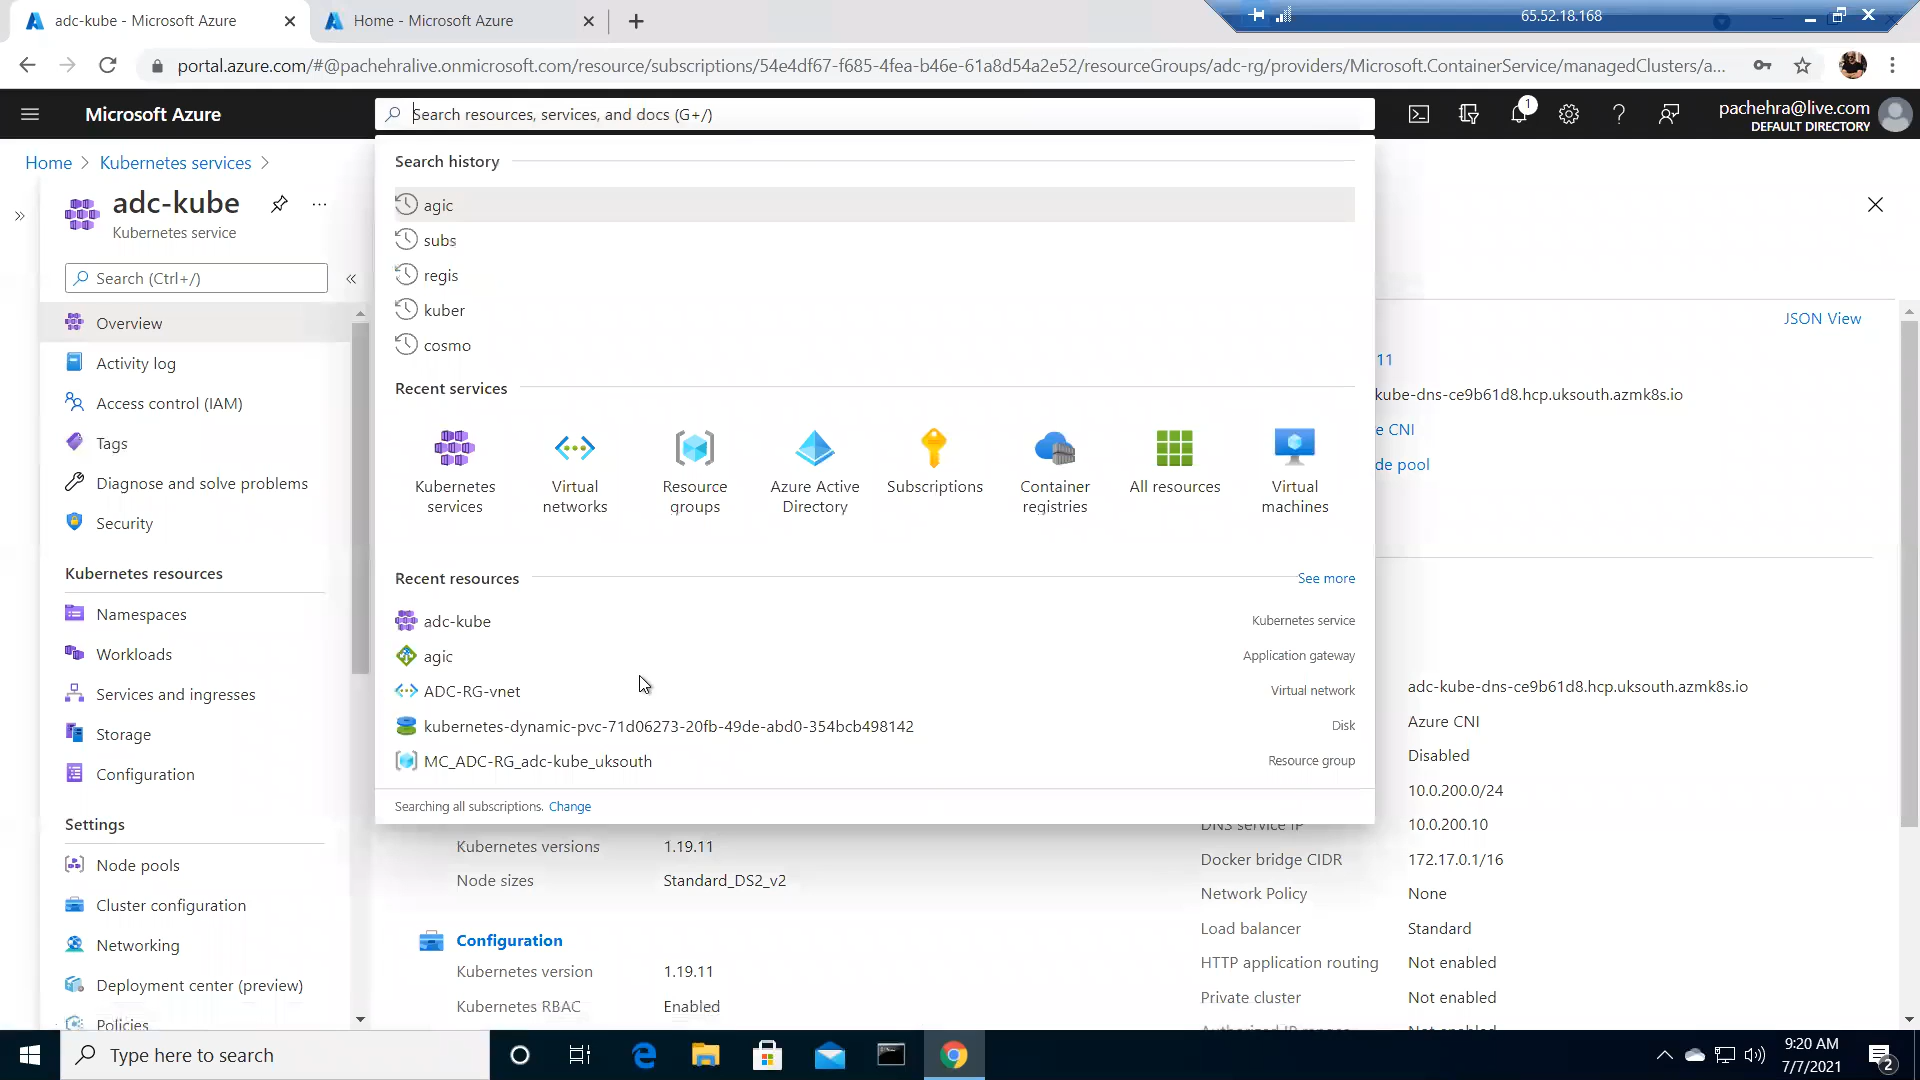 adc-kube - Microsoft Azure
Home - Microsoft Azure
65.52.18.168
portal.azure.com/#@pachehralive.onmicrosoft.com/resource/subscriptions/54e4df67-f685-4fea-b46e-61a8d54a2e52/resourceGroups/adc-rg/providers/Microsoft.ContainerService/managedClusters/a...
Microsoft Azure
Search resources, services, and docs (G+/)
1
pachehra@live.com
DEFAULT DIRECTORY
Home > Kubernetes services >
adc-kube
Kubernetes service
Search (Ctrl+/)
Overview
Activity log
Access control (IAM)
Tags
Diagnose and solve problems
Security
Kubernetes resources
Namespaces
Workloads
Services and ingresses
Storage
Configuration
Settings
Node pools
Cluster configuration
Networking
Deployment center (preview)
Policies
Search history
agic
subs
regis
kuber
cosmo
Recent services
Kubernetes services
Virtual networks
Resource groups
Azure Active Directory
Subscriptions
Container registries
All resources
Virtual machines
Recent resources
See more
adc-kube Kubernetes service
agic Application gateway
ADC-RG-vnet Virtual network
kubernetes-dynamic-pvc-71d06273-20fb-49de-abd0-354bcb498142 Disk
MC_ADC-RG_adc-kube_uksouth Resource group
Searching all subscriptions. Change
JSON View
11
kube-dns-ce9b61d8.hcp.uksouth.azmk8s.io
e CNI
de pool
adc-kube-dns-ce9b61d8.hcp.uksouth.azmk8s.io
Azure CNI
Disabled
10.0.200.0/24
DNS service IP 10.0.200.10
Docker bridge CIDR 172.17.0.1/16
Network Policy None
Load balancer Standard
HTTP application routing Not enabled
Private cluster Not enabled
Authorized IP ranges Not enabled
Kubernetes versions 1.19.11
Node sizes Standard_DS2_v2
Configuration
Kubernetes version 1.19.11
Kubernetes RBAC Enabled
Type here to search
9:20 AM
7/7/2021
2